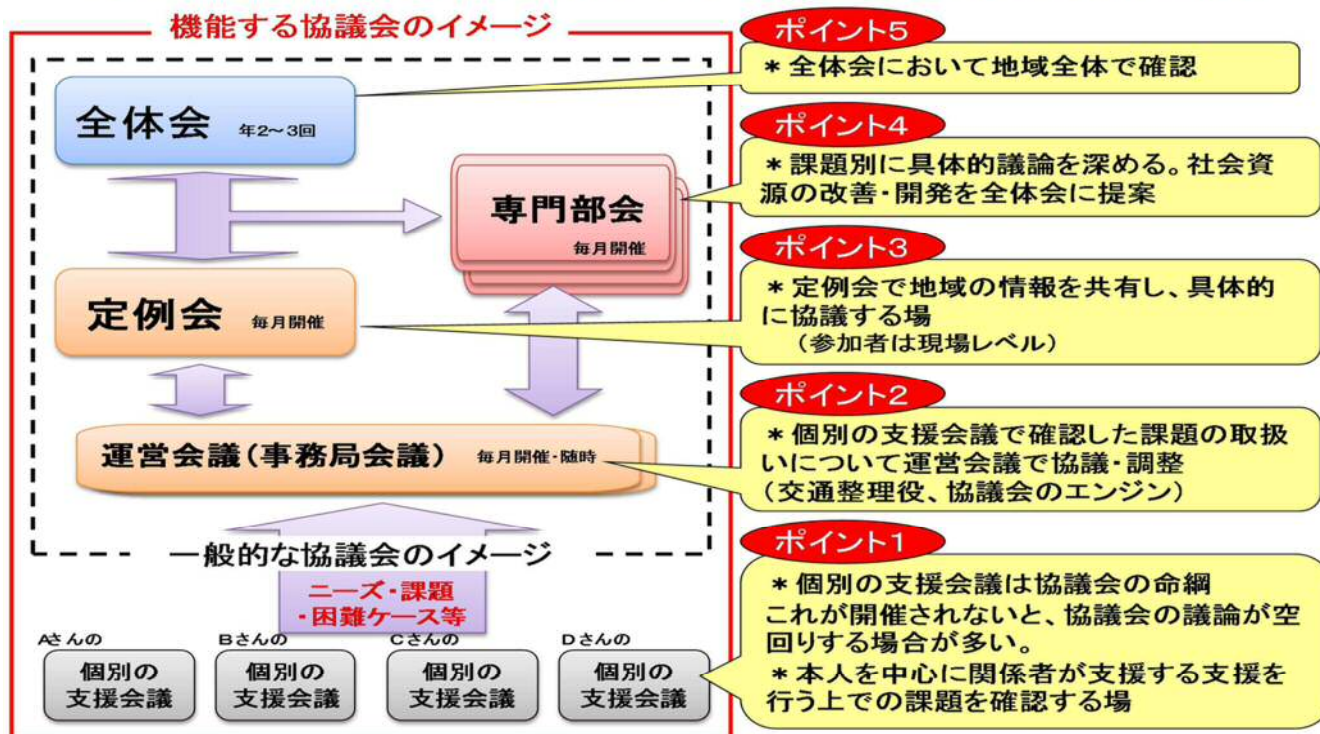 機能する協議会のイメージ
全体会 年2~3回
専門部会
毎月開催
定例会 毎月開催
運営会議(事務局会議) 毎月開催・随時
一般的な協議会のイメージ
ニーズ・課題
・困難ケース等
Aさんの
個別の
支援会議
Bさんの
個別の
支援会議
Cさんの
個別の
支援会議
Dさんの
個別の
支援会議
ポイント5
*全体会において地域全体で確認
ポイント4
*課題別に具体的議論を深める。社会資
源の改善・開発を全体会に提案
ポイント3
*定例会で地域の情報を共有し、具体的
に協議する場
(参加者は現場レベル)
ポイント2
*個別の支援会議で確認した課題の取扱
いについて運営会議で協議・調整
(交通整理役、協議会のエンジン)
ポイント1
*個別の支援会議は協議会の命綱
これが開催されないと、協議会の議論が空
回りする場合が多い。
*本人を中心に関係者が支援する支援を
行う上での課題を確認する場